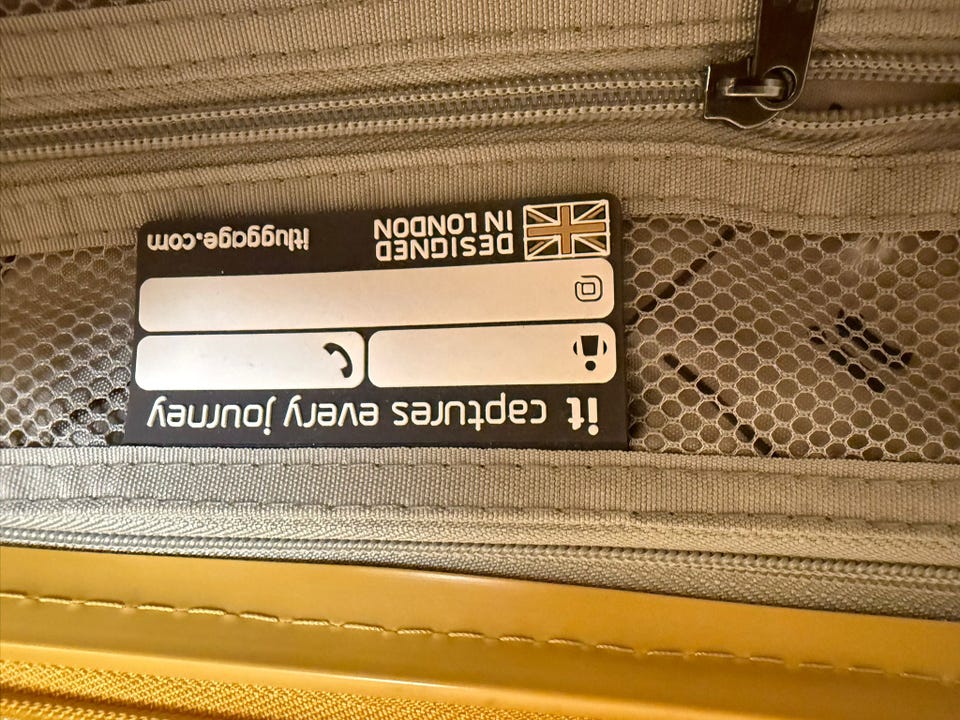 it captures every journey
DESIGNED
IN LONDON
itluggage.com